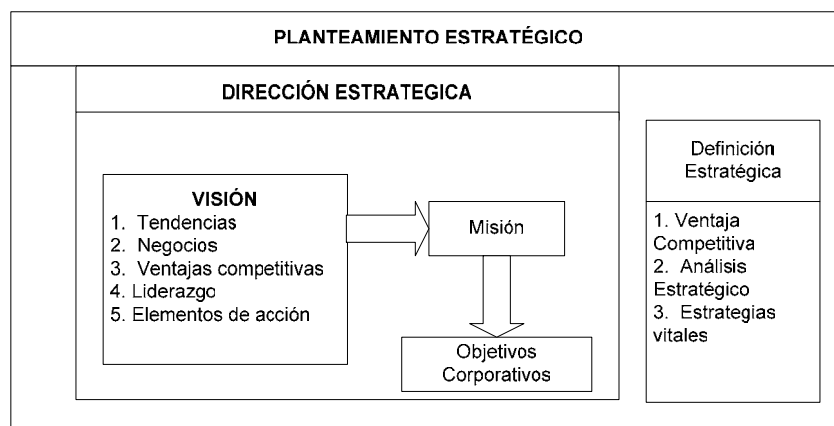 PLANTEAMIENTO ESTRATÉGICO
DIRECCIÓN ESTRATEGICA
VISIÓN
1. Tendencias
2. Negocios
3. Ventajas competitivas
4. Liderazgo
5. Elementos de acción
Misión
Objetivos
Corporativos
Definición
Estratégica
1. Ventaja
Competitiva
2. Análisis
Estratégico
3. Estrategias
vitales